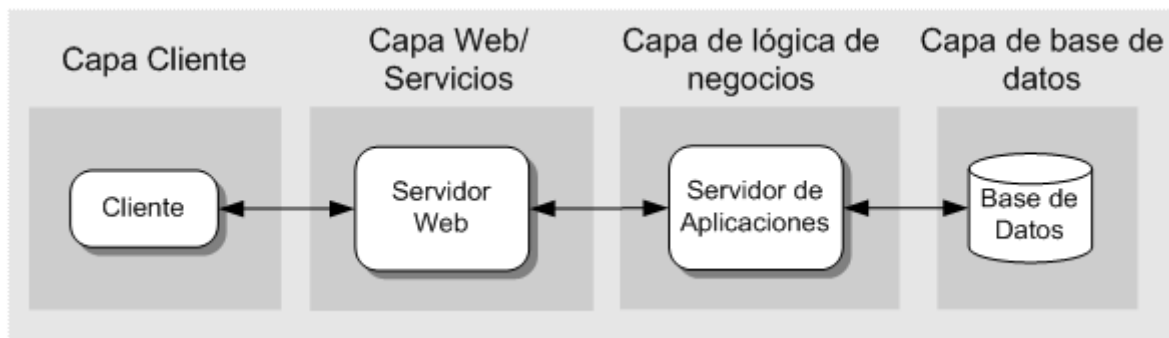 Capa Cliente
Capa Web/
Servicios
Capa de lógica de
negocios
Capa de base de
datos
Cliente
Servidor
Web
Servidor de
Aplicaciones
Base de
Datos